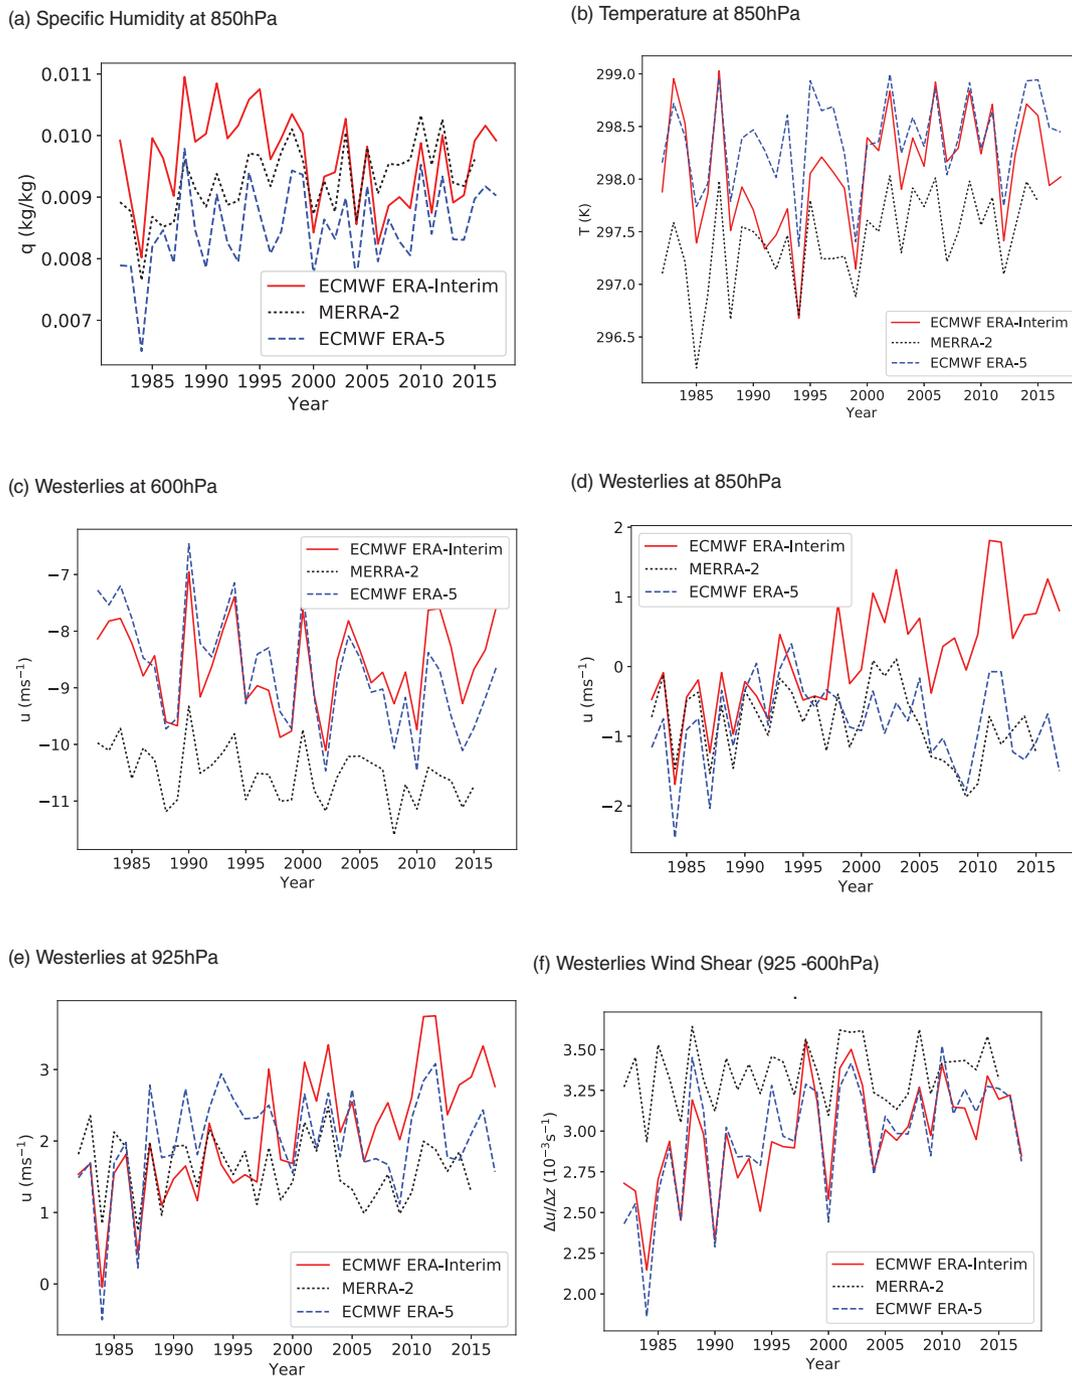 (a) Specific Humidity at 850hPa
0.011
0.010
0.009
0.008
0.007
q (kg/kg)
ECMWF ERA-Interim
MERRA-2
ECMWF ERA-5
1985 1990 1995 2000 2005 2010 2015
Year
(b) Temperature at 850hPa
299.0
298.5
298.0
297.5
297.0
296.5
T (K)
ECMWF ERA-Interim
MERRA-2
ECMWF ERA-5
1985 1990 1995 2000 2005 2010 2015
Year
(c) Westerlies at 600hPa
−7
−8
−9
−10
−11
u (ms⁻¹)
ECMWF ERA-Interim
MERRA-2
ECMWF ERA-5
1985 1990 1995 2000 2005 2010 2015
Year
(d) Westerlies at 850hPa
2
1
0
−1
−2
u (ms⁻¹)
ECMWF ERA-Interim
MERRA-2
ECMWF ERA-5
1985 1990 1995 2000 2005 2010 2015
Year
(e) Westerlies at 925hPa
3
2
1
0
u (ms⁻¹)
ECMWF ERA-Interim
MERRA-2
ECMWF ERA-5
1985 1990 1995 2000 2005 2010 2015
Year
(f) Westerlies Wind Shear (925 -600hPa)
3.50
3.25
3.00
2.75
2.50
2.25
2.00
Δu/Δz (10⁻³s⁻¹)
ECMWF ERA-Interim
MERRA-2
ECMWF ERA-5
1985 1990 1995 2000 2005 2010 2015
Year